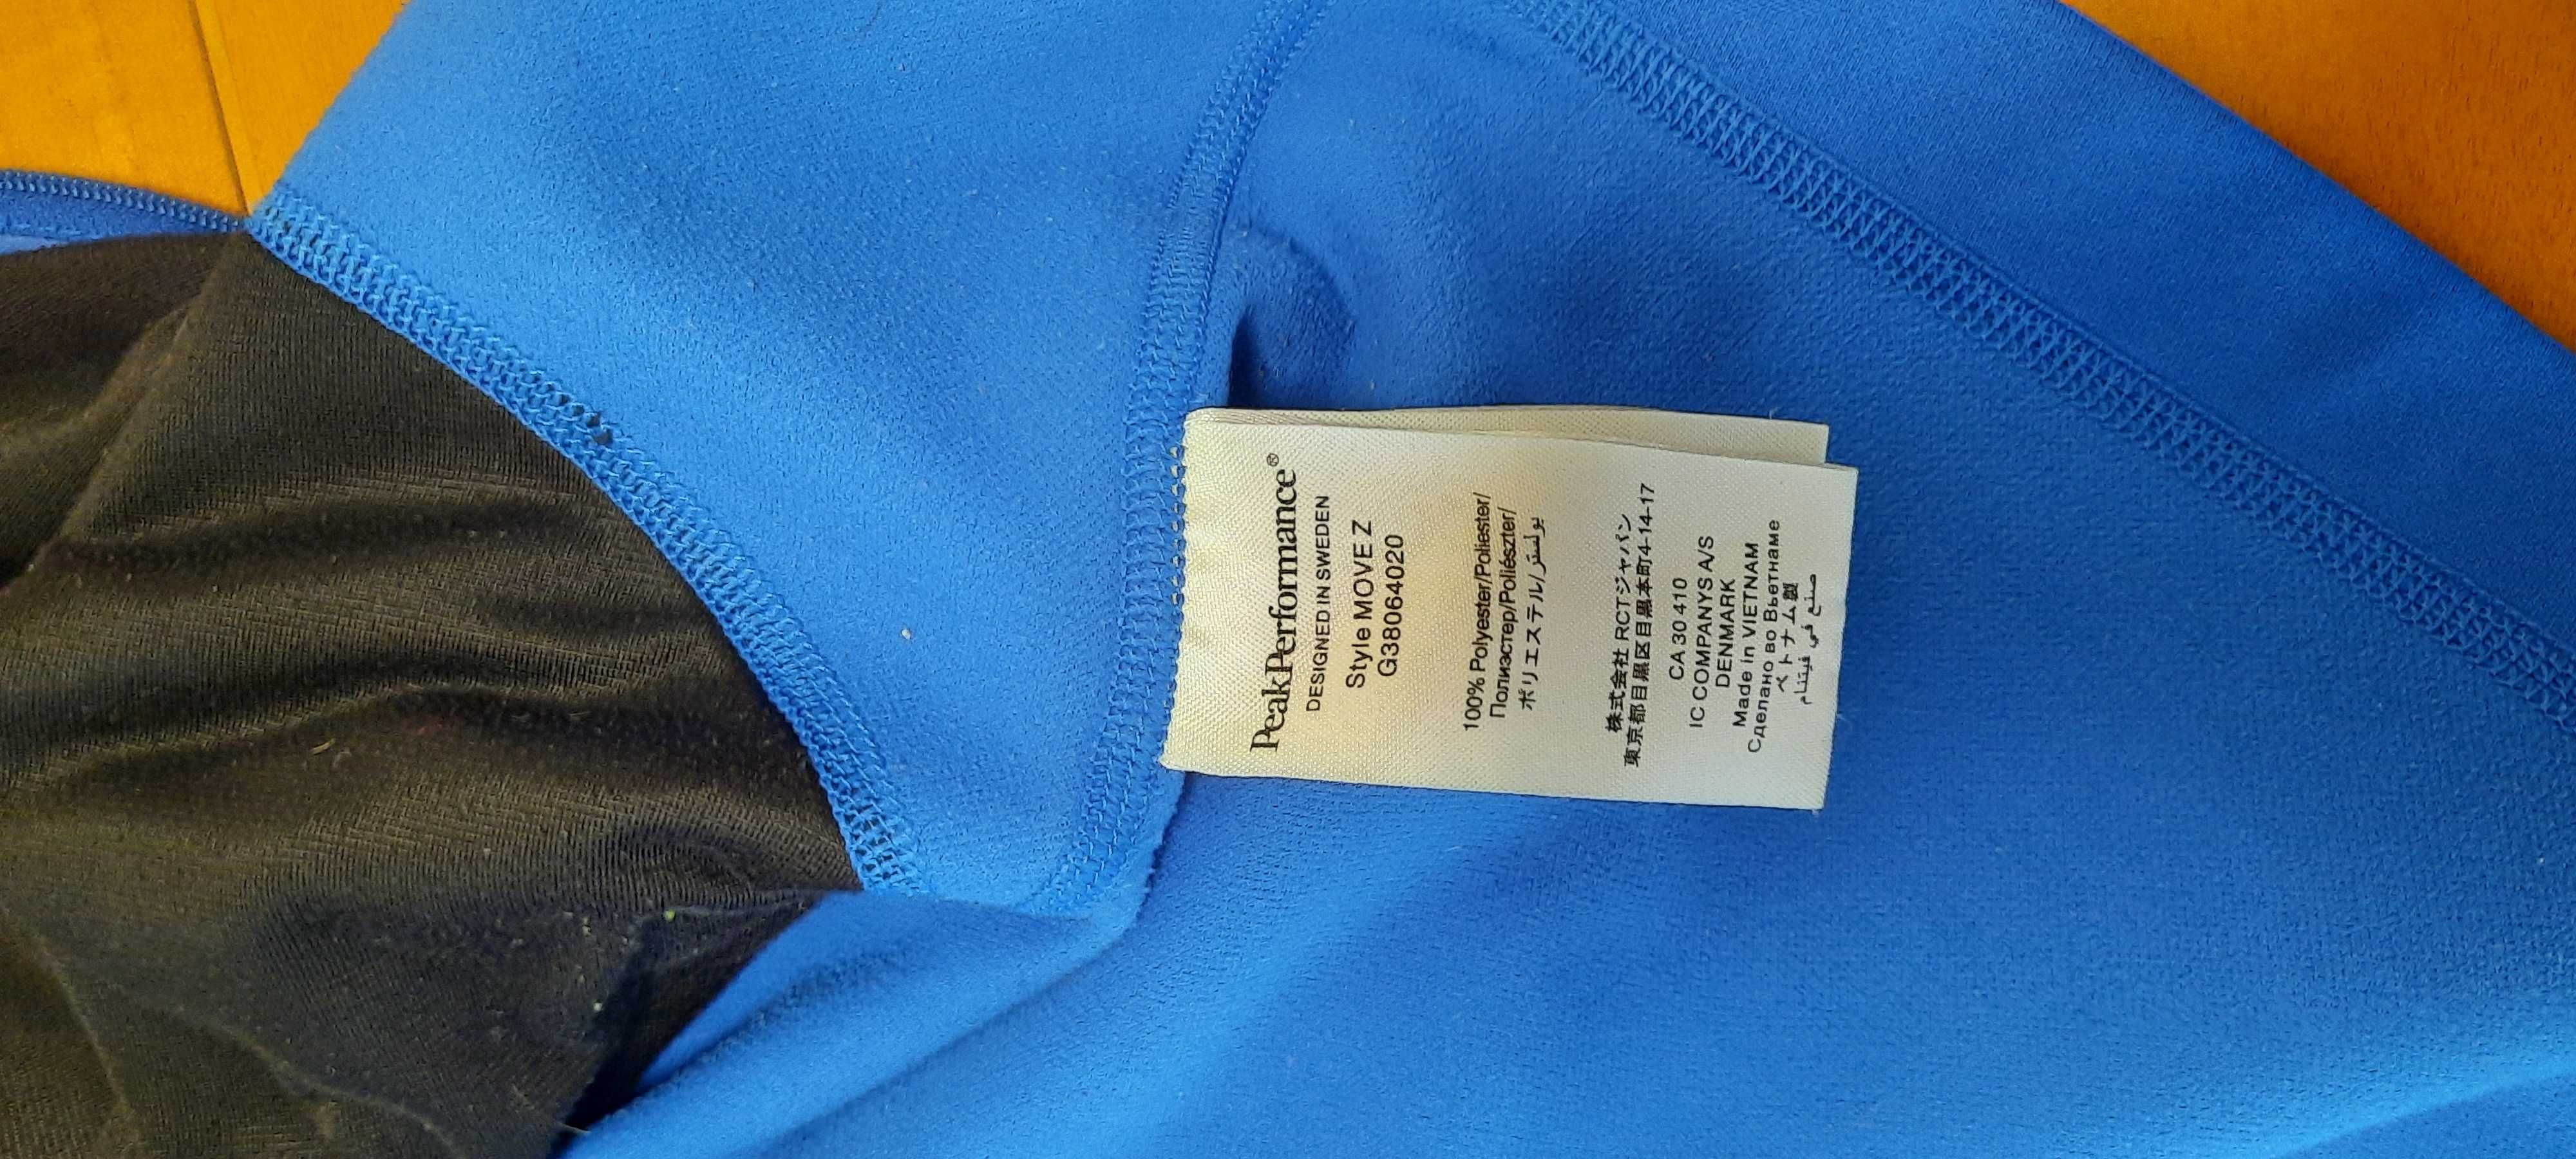 PeakPerformance®
DESIGNED IN SWEDEN
Style MOVE Z
G38064020
100% Polyester/Poliester/
Полиэстер/Poliészter/
ポリエステル/بولستر/
株式会社 RCTジャパン
東京都目黒区目黒本町4-14-17
CA 30 410
IC COMPANYS A/S
DENMARK
Made in VIETNAM
Сделано во Вьетнаме
ベトナム製
صنع في فيتنام